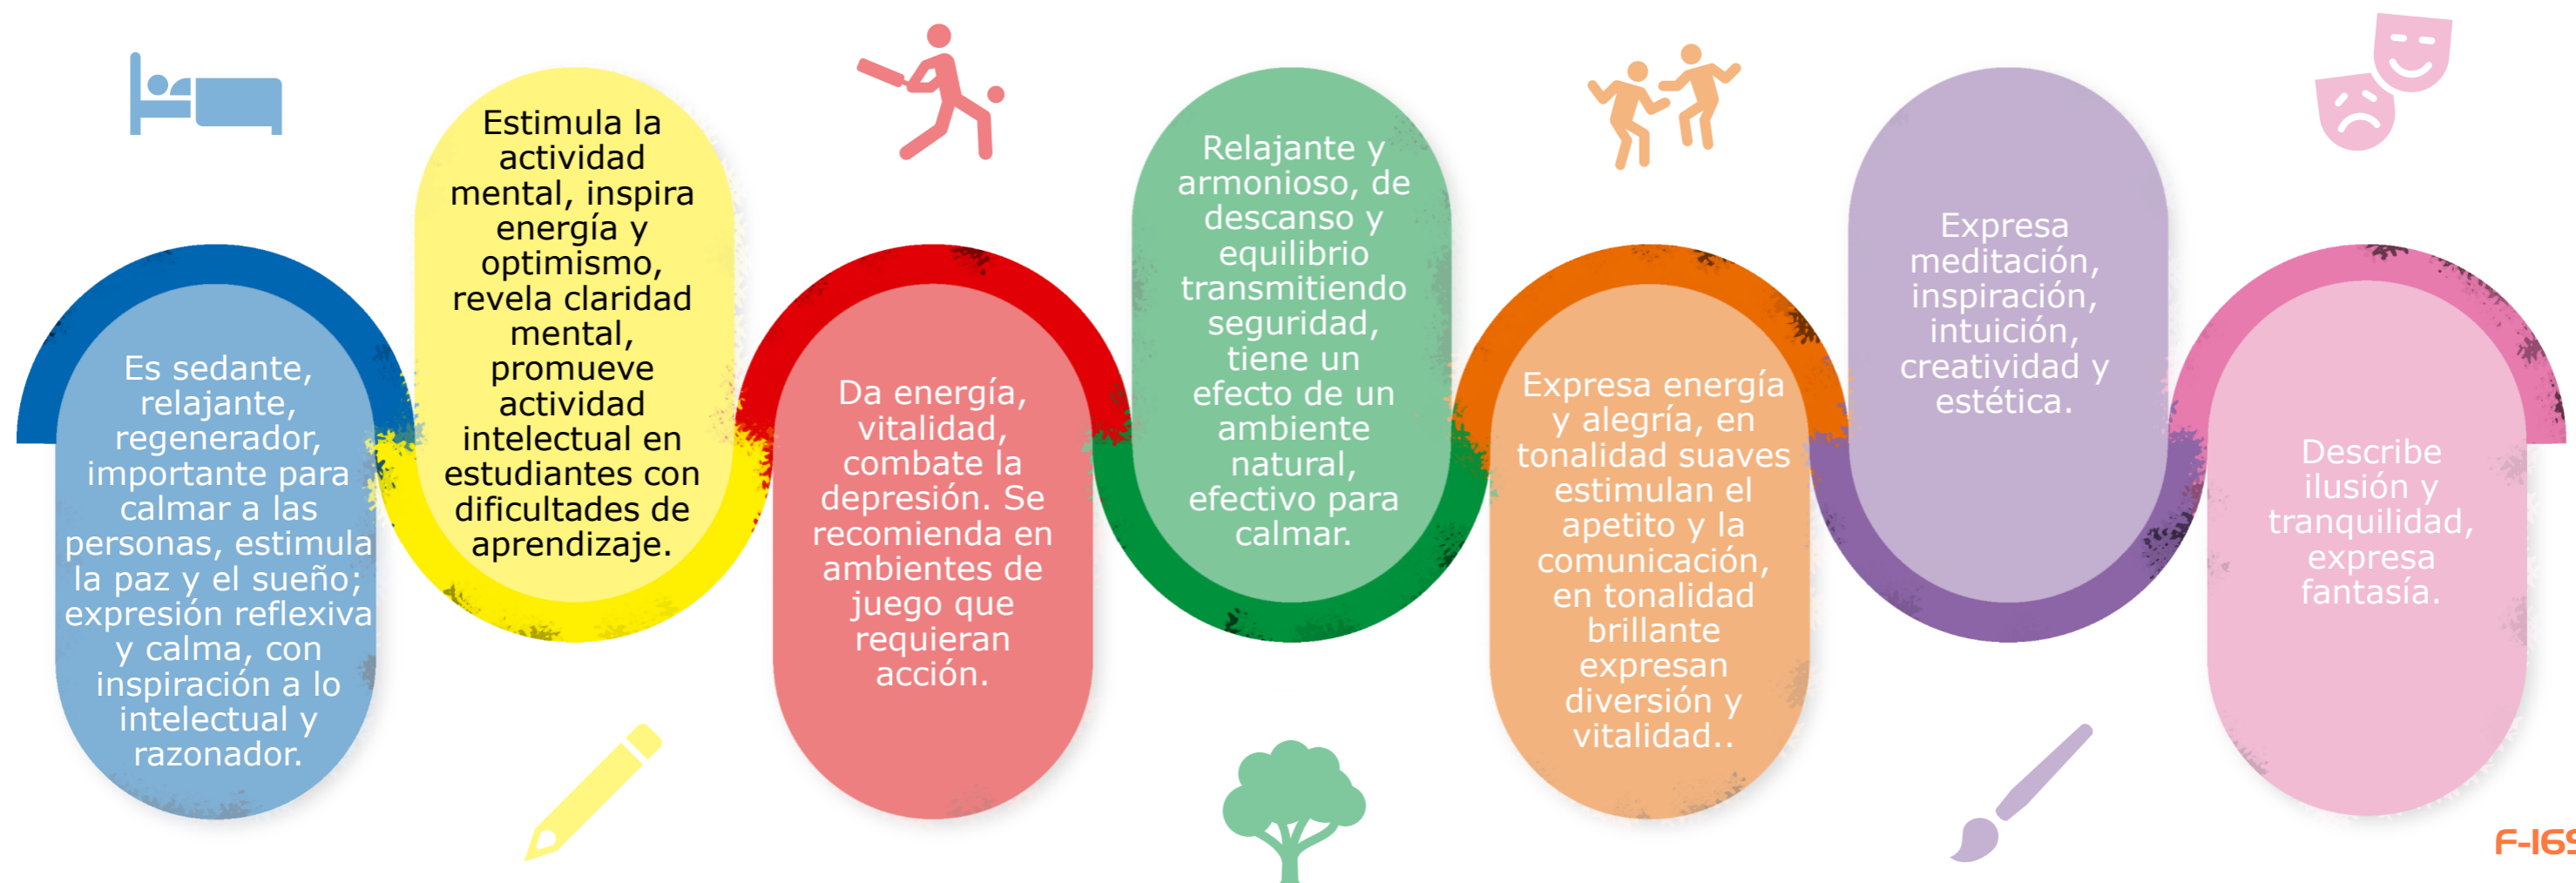 Es sedante,
relajante,
regenerador,
importante para
calmar a las
personas, estimula
la paz y el sueño;
expresión reflexiva
y calma, con
inspiración a lo
intelectual y
razonador.
Estimula la
actividad
mental, inspira
energía y
optimismo,
revela claridad
mental,
promueve
actividad
intelectual en
estudiantes con
dificultades de
aprendizaje.
Da energía,
vitalidad,
combate la
depresión. Se
recomienda en
ambientes de
juego que
requieran
acción.
Relajante y
armonioso, de
descanso y
equilibrio
transmitiendo
seguridad,
tiene un
efecto de un
ambiente
natural,
efectivo para
calmar.
Expresa energía
y alegría, en
tonalidad suaves
estimulan el
apetito y la
comunicación,
en tonalidad
brillante
expresan
diversión y
vitalidad..
Expresa
meditación,
inspiración,
intuición,
creatividad y
estética.
Describe
ilusión y
tranquilidad,
expresa
fantasía.